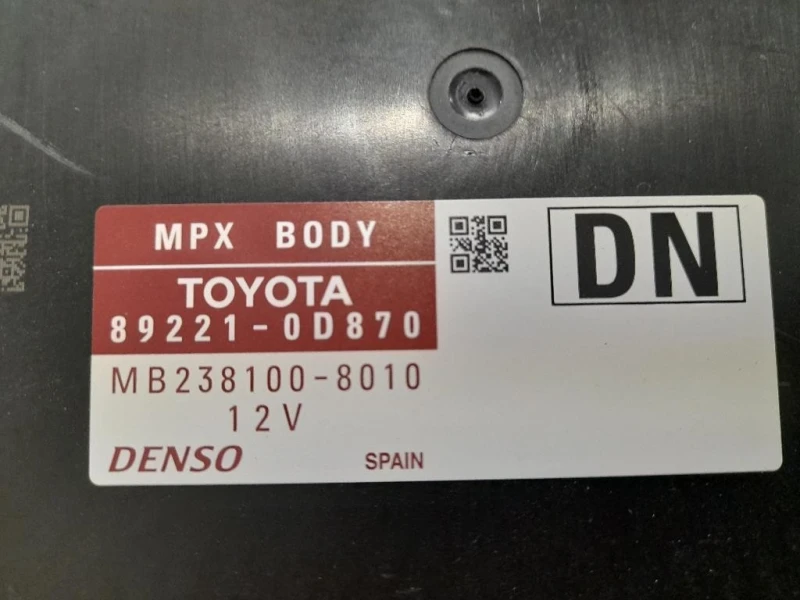 MPX BODY
DN
TOYOTA
89221-0D870
MB238100-8010
12V
DENSO SPAIN